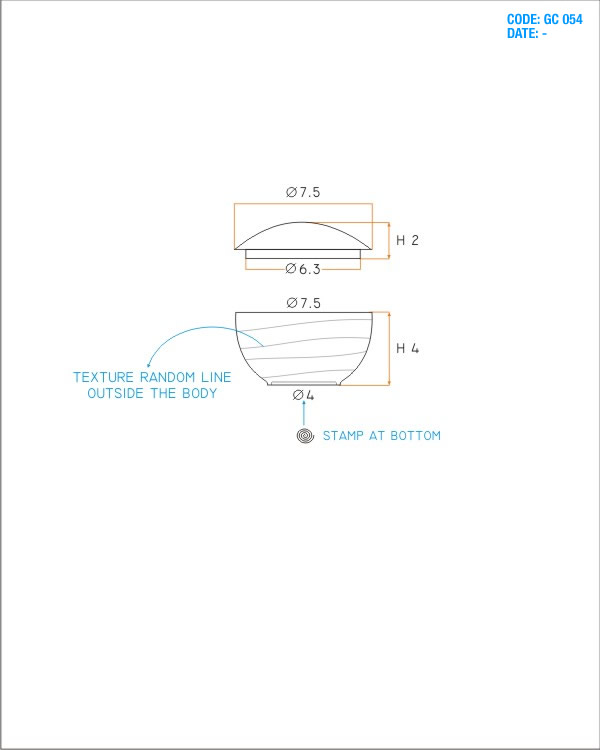 CODE: GC 054
DATE: -
Ø7.5
H 2
Ø6.3
Ø7.5
H 4
TEXTURE RANDOM LINE
OUTSIDE THE BODY
Ø4
STAMP AT BOTTOM